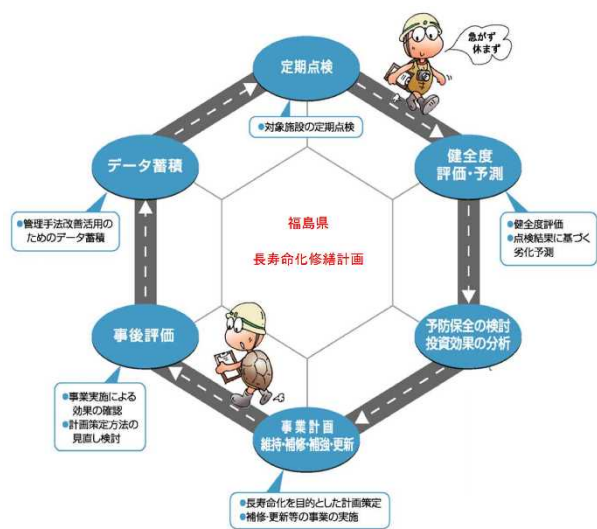 定期点検
急がず
休まず
●対象施設の定期点検
健全度
評価・予測
●健全度評価
●点検結果に基づく
劣化予測
予防保全の検討
投資効果の分析
事業計画
維持・補修・補強・更新
●長寿命化を目的とした計画策定
●補修・更新等の事業の実施
事後評価
●事業実施による
効果の確認
●計画策定方法の
見直し検討
データ蓄積
●管理手法改善活用の
ためのデータ蓄積
福島県
長寿命化修繕計画